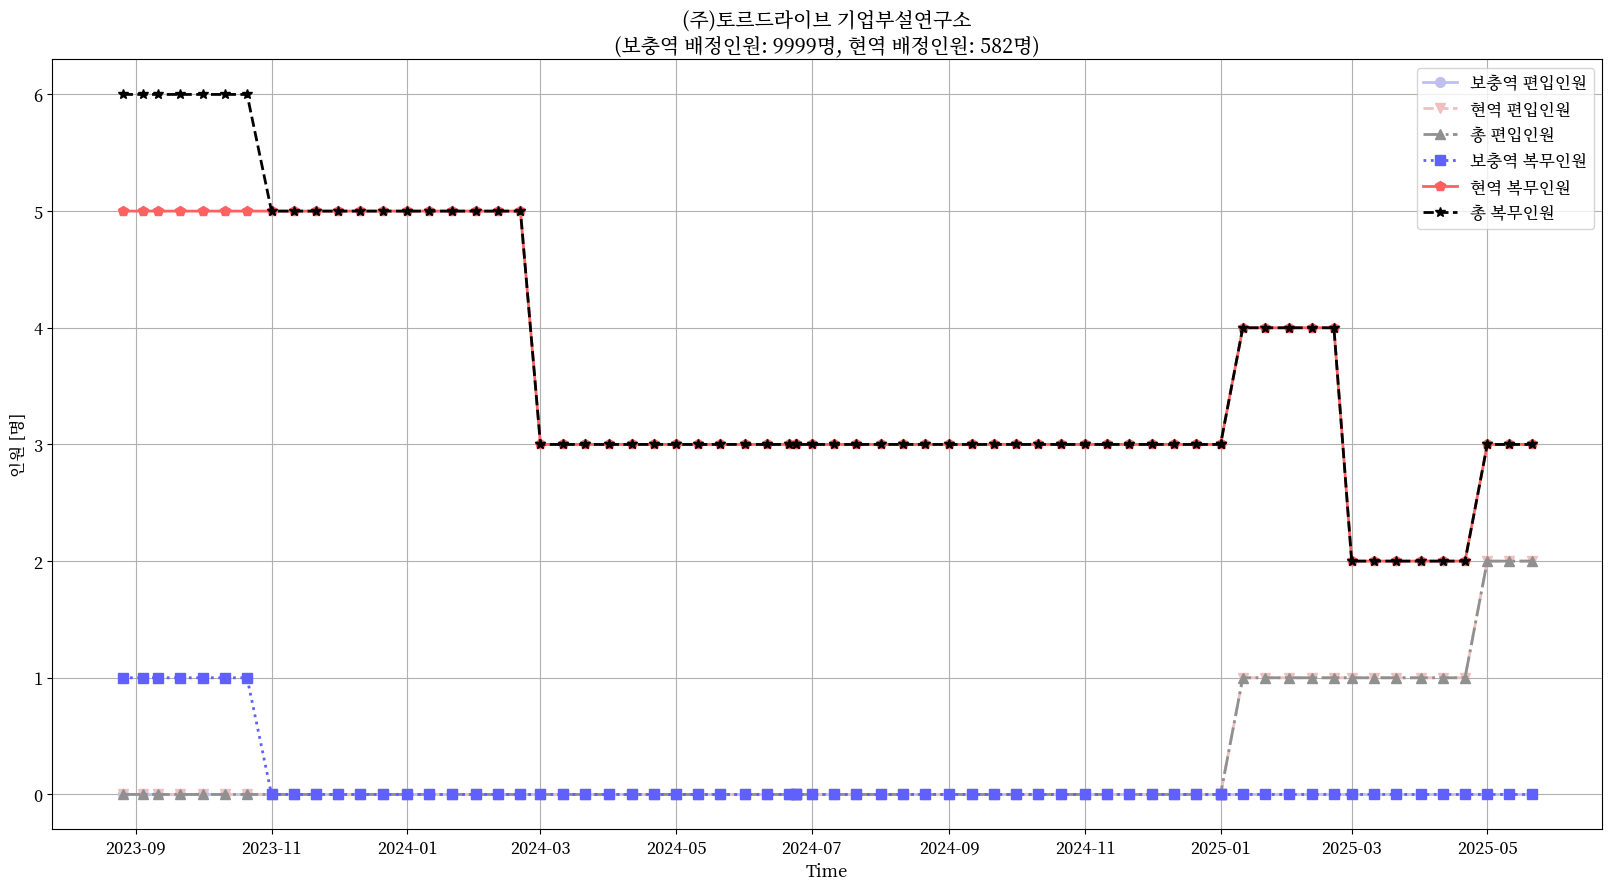 (주)토르드라이브 기업부설연구소
(보충역 배정인원: 9999명, 현역 배정인원: 582명)
인원 [명]
6
5
4
3
2
1
0
보충역 편입인원
현역 편입인원
총 편입인원
보충역 복무인원
현역 복무인원
총 복무인원
2023-09
2023-11
2024-01
2024-03
2024-05
2024-07
2024-09
2024-11
2025-01
2025-03
2025-05
Time